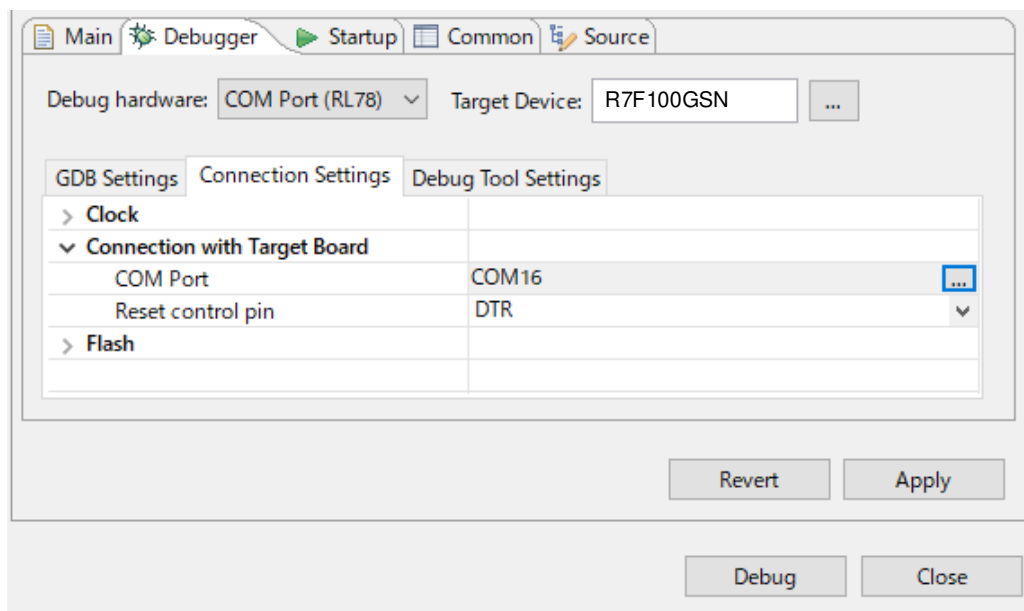 Main Debugger Startup Common Source
Debug hardware: COM Port (RL78) Target Device: R7F100GSN ...
GDB Settings Connection Settings Debug Tool Settings
Clock
Connection with Target Board
COM Port COM16 ...
Reset control pin DTR
Flash
Revert Apply
Debug Close